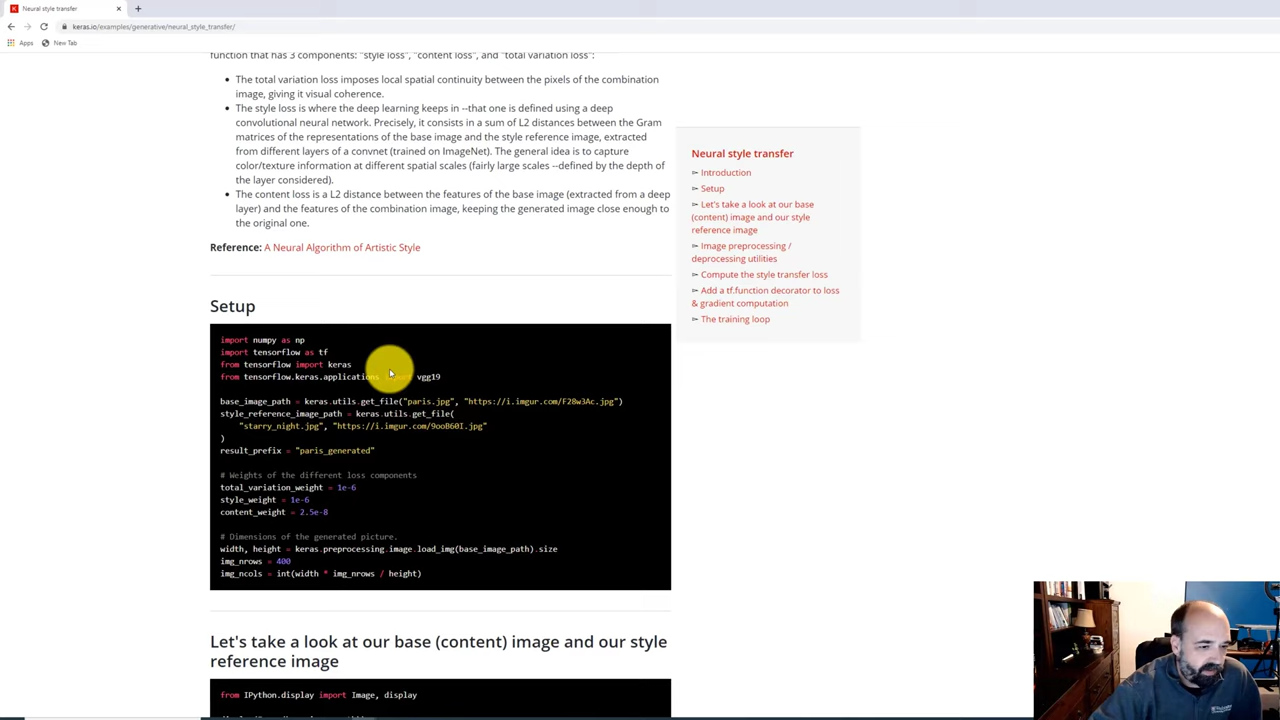 Neural style transfer
keras.io/examples/generative/neural_style_transfer/
Apps New Tab
function that has 3 components: "style loss", "content loss", and "total variation loss":
The total variation loss imposes local spatial continuity between the pixels of the combination
image, giving it visual coherence.
The style loss is where the deep learning keeps in --that one is defined using a deep
convolutional neural network. Precisely, it consists in a sum of L2 distances between the Gram
matrices of the representations of the base image and the style reference image, extracted
from different layers of a convnet (trained on ImageNet). The general idea is to capture
color/texture information at different spatial scales (fairly large scales --defined by the depth of
the layer considered).
The content loss is a L2 distance between the features of the base image (extracted from a deep
layer) and the features of the combination image, keeping the generated image close enough to
the original one.
Reference: A Neural Algorithm of Artistic Style
Setup
import numpy as np
import tensorflow as tf
from tensorflow import keras
from tensorflow.keras.applications import vgg19
base_image_path = keras.utils.get_file("paris.jpg", "https://i.imgur.com/F28w3Ac.jpg")
style_reference_image_path = keras.utils.get_file(
"starry_night.jpg", "https://i.imgur.com/9ooB60I.jpg"
)
result_prefix = "paris_generated"
# Weights of the different loss components
total_variation_weight = 1e-6
style_weight = 1e-6
content_weight = 2.5e-8
# Dimensions of the generated picture.
width, height = keras.preprocessing.image.load_img(base_image_path).size
img_nrows = 400
img_ncols = int(width * img_nrows / height)
Let's take a look at our base (content) image and our style
reference image
from IPython.display import Image, display
Neural style transfer
► Introduction
► Setup
► Let's take a look at our base
(content) image and our style
reference image
► Image preprocessing /
deprocessing utilities
► Compute the style transfer loss
► Add a tf.function decorator to loss
& gradient computation
► The training loop